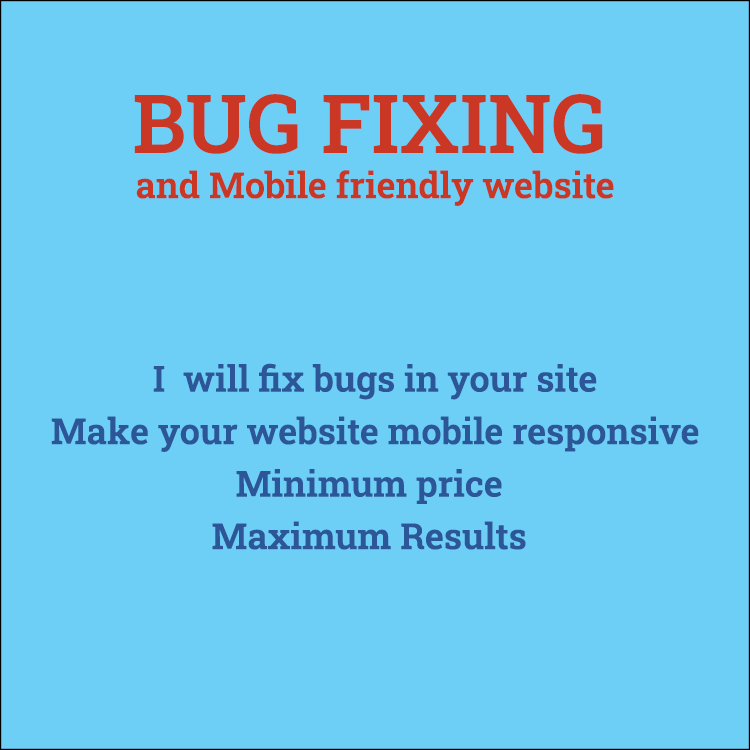 BUG FIXING
and Mobile friendly website
I will fix bugs in your site
Make your website mobile responsive
Minimum price
Maximum Results